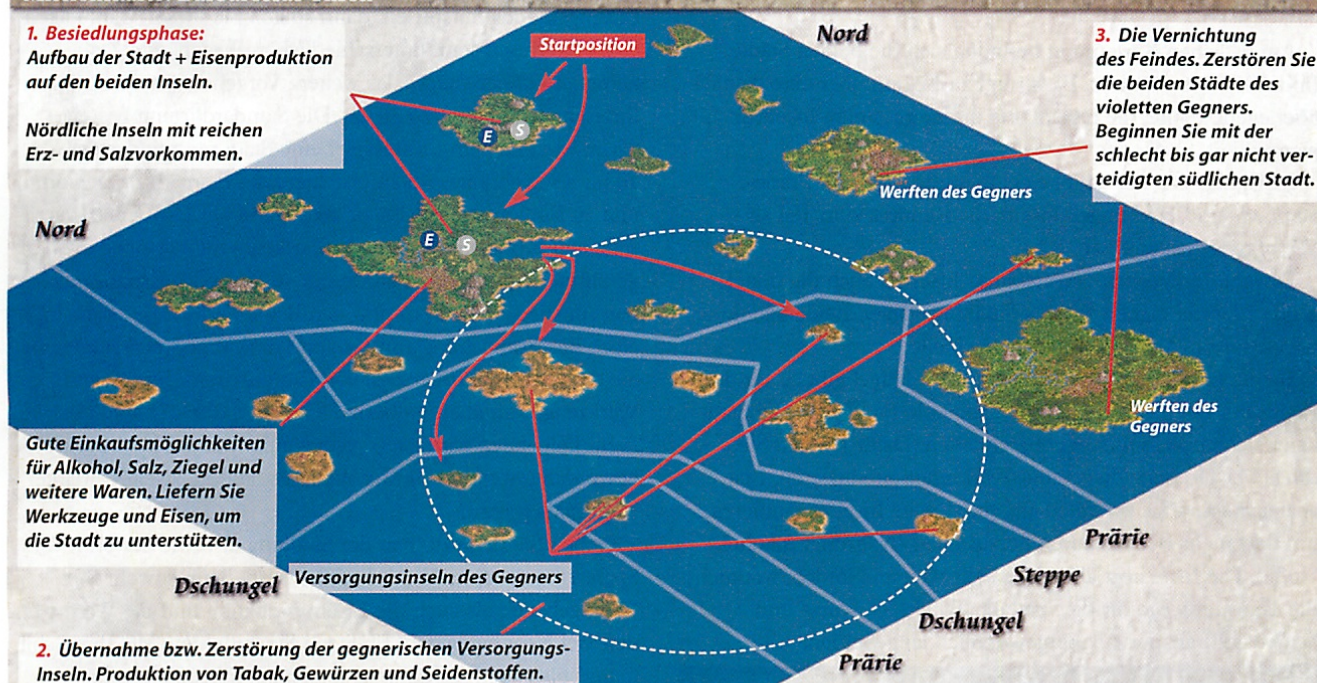 1. Besiedlungsphase:
Aufbau der Stadt + Eisenproduktion
auf den beiden Inseln.
Nördliche Inseln mit reichen
Erz- und Salzvorkommen.
Startposition
Nord
3. Die Vernichtung
des Feindes. Zerstören Sie
die beiden Städte des
violetten Gegners.
Beginnen Sie mit der
schlecht bis gar nicht ver-
teidigten südlichen Stadt.
E
S
Werften des Gegners
Nord
E
S
Werften des
Gegners
Gute Einkaufsmöglichkeiten
für Alkohol, Salz, Ziegel und
weitere Waren. Liefern Sie
Werkzeuge und Eisen, um
die Stadt zu unterstützen.
Dschungel
Versorgungsinseln des Gegners
Prärie
Steppe
Dschungel
Prärie
2. Übernahme bzw. Zerstörung der gegnerischen Versorgungs-
Inseln. Produktion von Tabak, Gewürzen und Seidenstoffen.